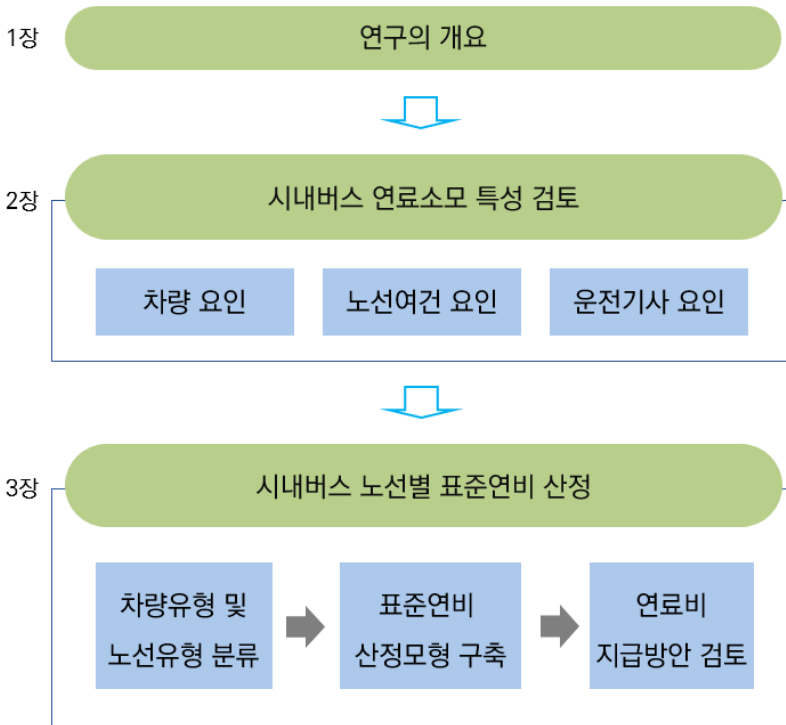 1장
연구의 개요
2장
시내버스 연료소모 특성 검토
차량 요인
노선여건 요인
운전기사 요인
3장
시내버스 노선별 표준연비 산정
차량유형 및
노선유형 분류
표준연비
산정모형 구축
연료비
지급방안 검토